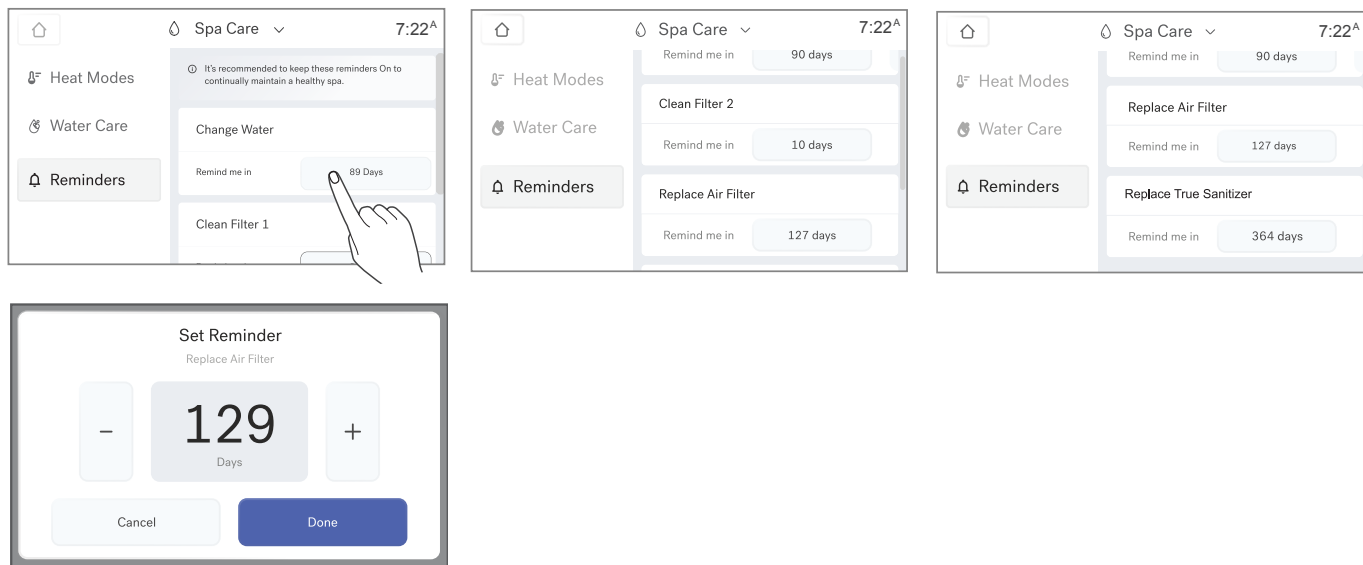 Spa Care
7:22A
Heat Modes
Water Care
Reminders
It's recommended to keep these reminders On to
continually maintain a healthy spa.
Change Water
Remind me in
89 Days
Clean Filter 1
Spa Care
7:22A
Heat Modes
Water Care
Reminders
Remind me in
90 days
Clean Filter 2
Remind me in
10 days
Replace Air Filter
Remind me in
127 days
Spa Care
7:22A
Heat Modes
Water Care
Reminders
Remind me in
90 days
Replace Air Filter
Remind me in
127 days
Replace True Sanitizer
Remind me in
364 days
Set Reminder
Replace Air Filter
−
129
+
Days
Cancel
Done